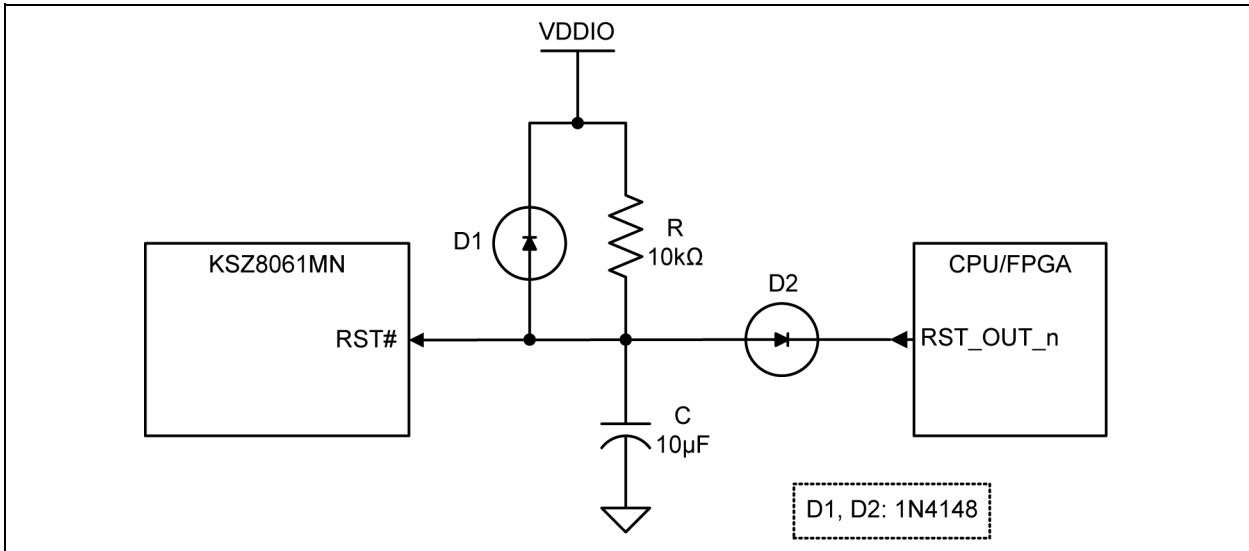 VDDIO
KSZ8061MN
D1
R
10kΩ
CPU/FPGA
D2
RST#
RST_OUT_n
C
10µF
D1, D2: 1N4148